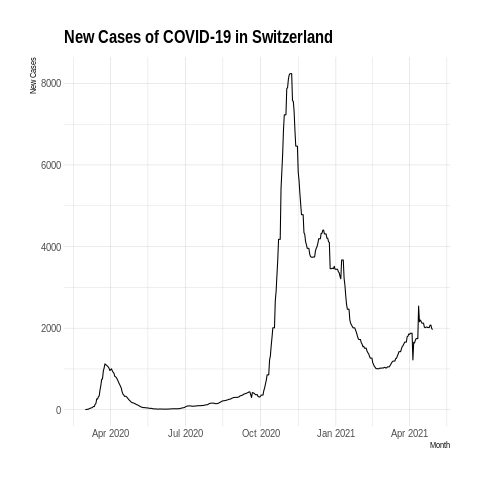 New Cases of COVID-19 in Switzerland
New Cases
8000
6000
4000
2000
0
Apr 2020 Jul 2020 Oct 2020 Jan 2021 Apr 2021
Month